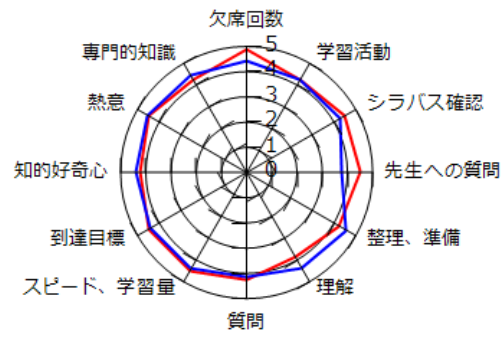 欠席回数
専門的知識
学習活動
熱意
シラバス確認
知的好奇心
先生への質問
到達目標
整理、準備
スピード、学習量
理解
質問
5
4
3
2
1
0